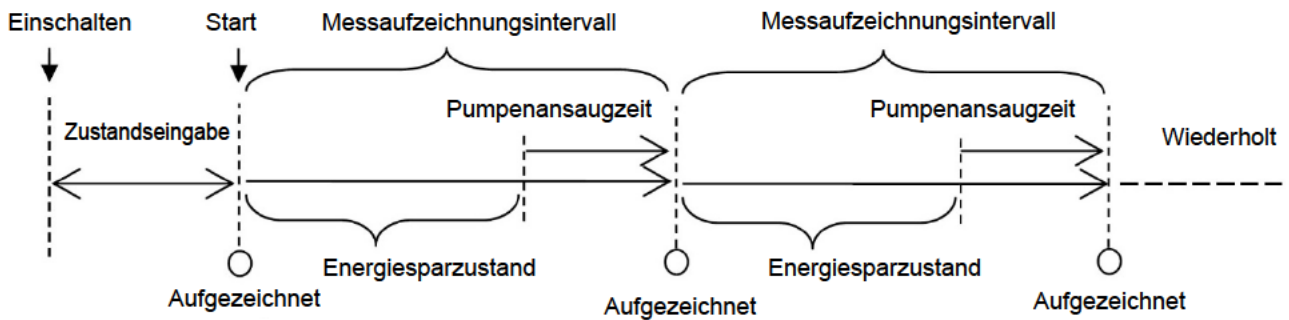 Einschalten
Start
Messaufzeichnungsintervall
Messaufzeichnungsintervall
Zustandseingabe
Pumpenansaugzeit
Pumpenansaugzeit
Wiederholt
Energiesparzustand
Energiesparzustand
Aufgezeichnet
Aufgezeichnet
Aufgezeichnet